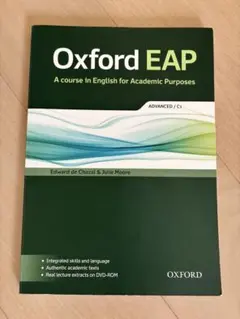 Oxford EAP
A course in English for Academic Purposes
ADVANCED / C1
Edward de Chazal & Julie Moore
• Integrated skills and language
• Authentic academic texts
• Real lecture extracts on DVD-ROM
OXFORD